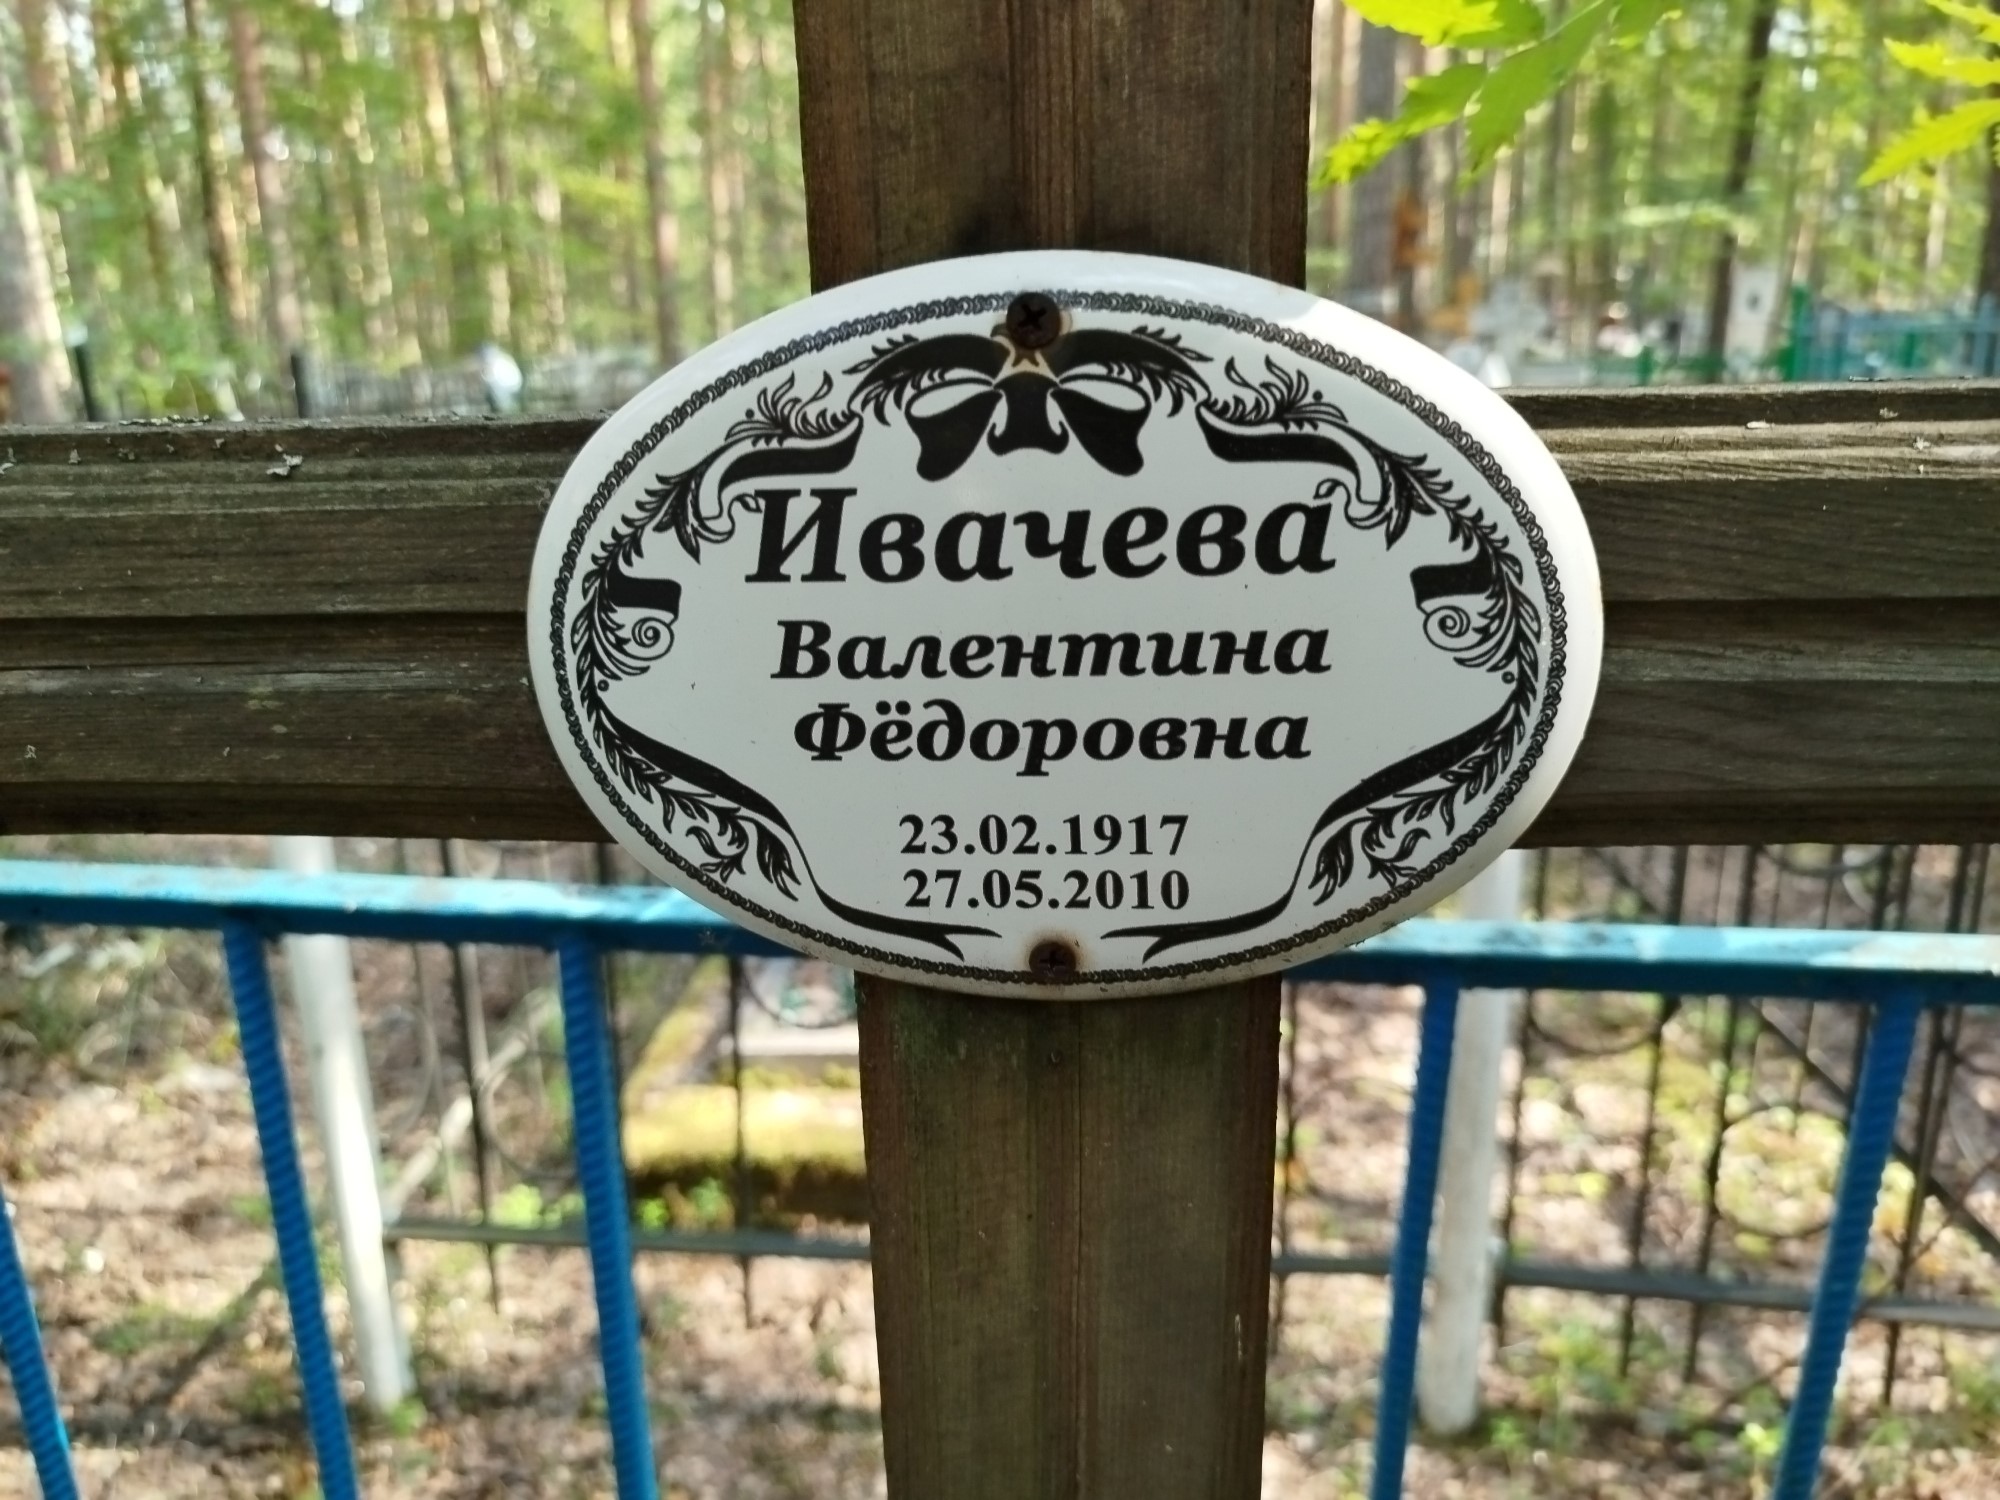 Ивачева
Валентина
Фёдоровна
23.02.1917
27.05.2010